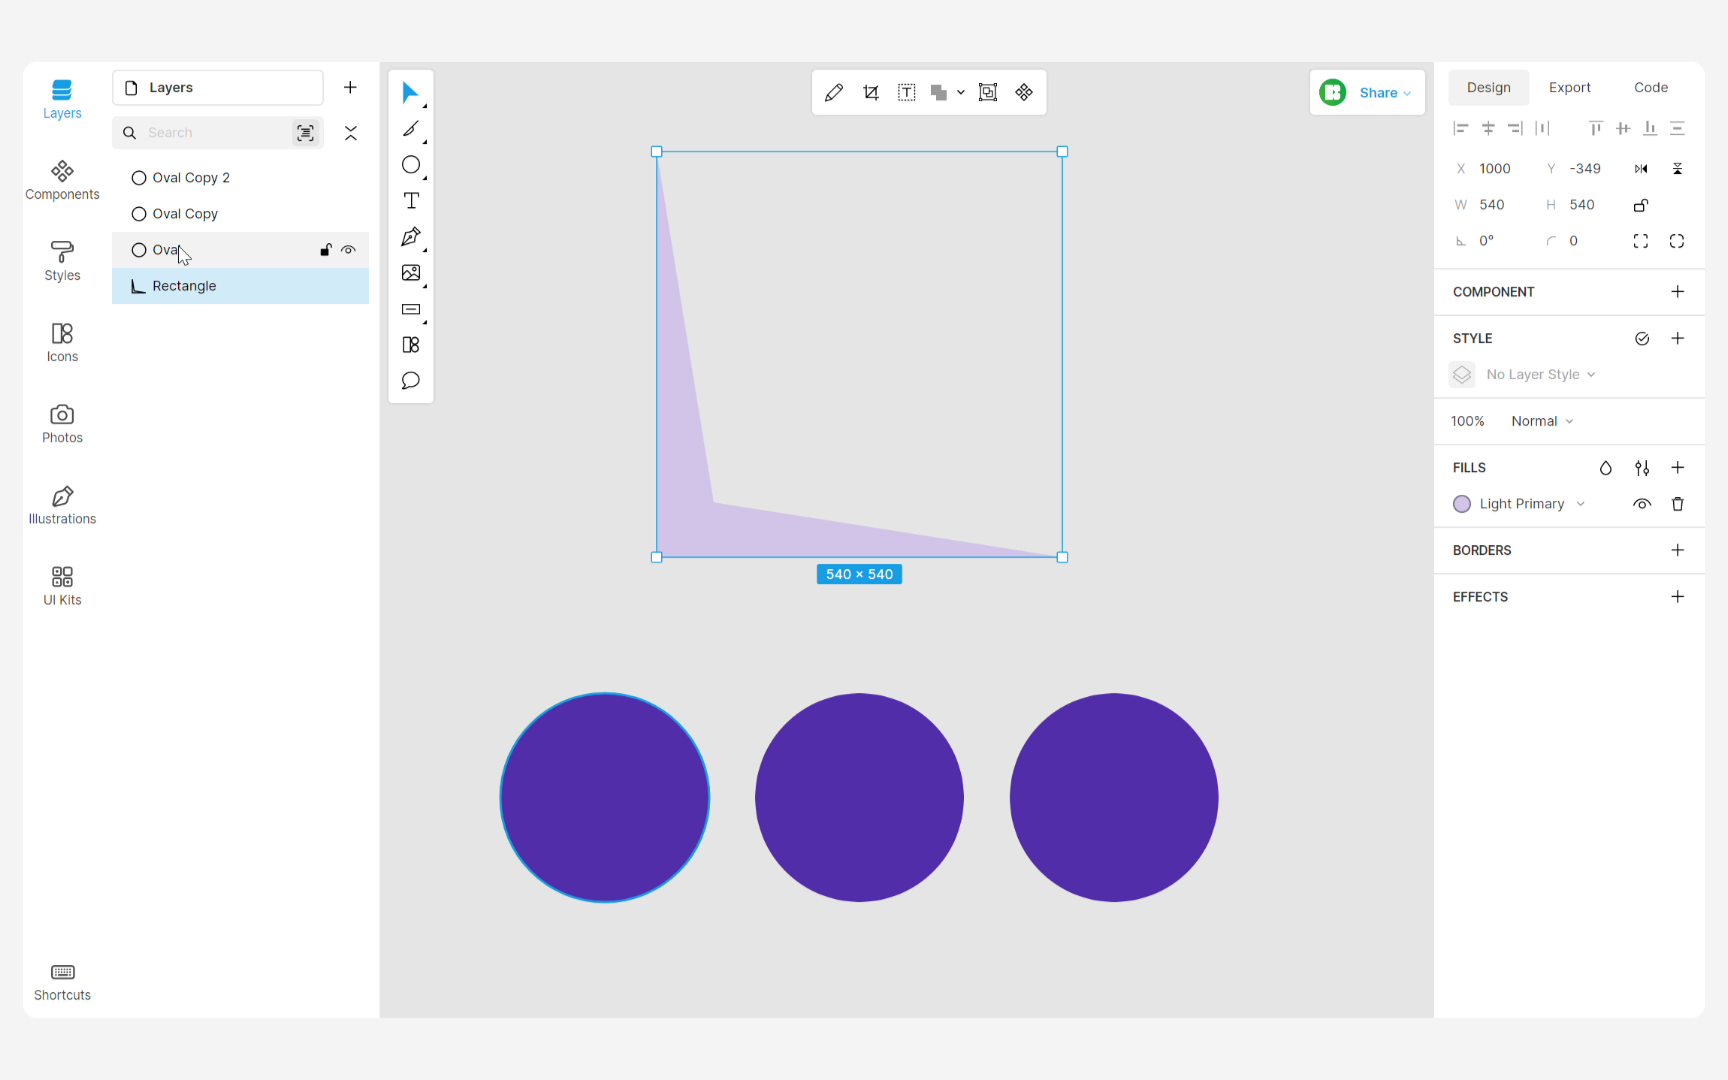 Layers
Components
Styles
Icons
Photos
Illustrations
UI Kits
Shortcuts
Layers
Search
Oval Copy 2
Oval Copy
Rectangle
T
Share
540 × 540
Design Export Code
X 1000 Y -349
W 540 H 540
0° 0
COMPONENT
STYLE
No Layer Style
100% Normal
FILLS
Light Primary
BORDERS
EFFECTS